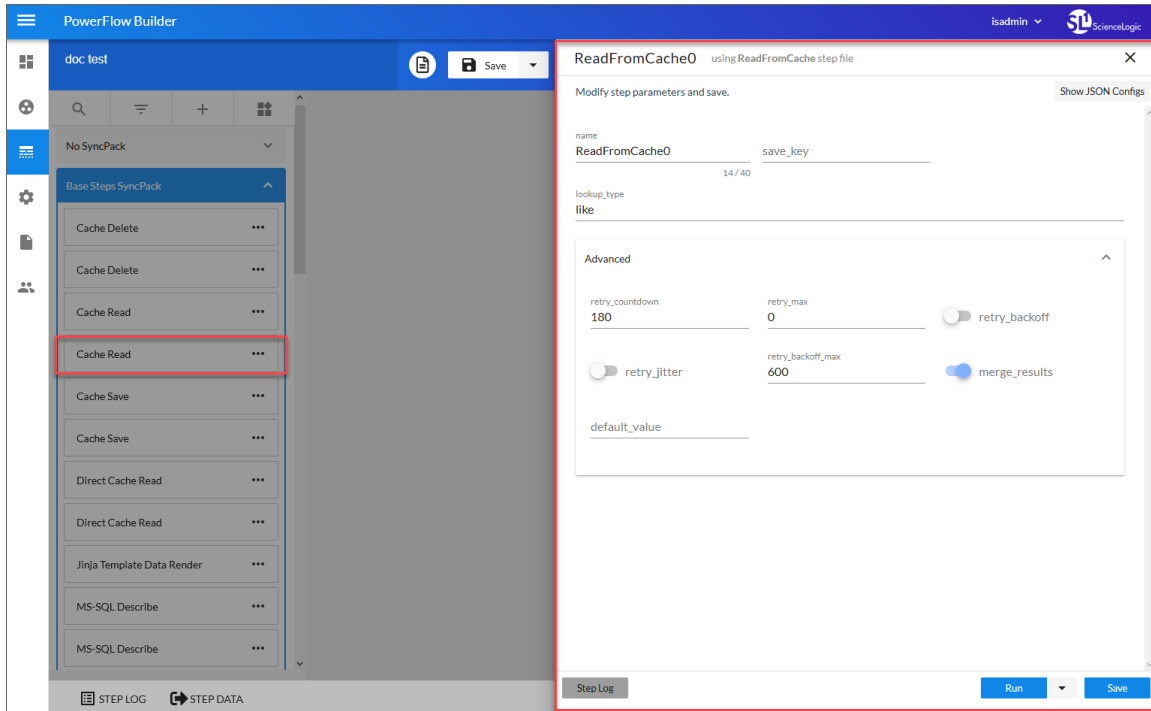 PowerFlow Builder
isadmin
SL1 ScienceLogic
doc test
Save
No SyncPack
Base Steps SyncPack
Cache Delete
Cache Delete
Cache Read
Cache Read
Cache Save
Cache Save
Direct Cache Read
Direct Cache Read
Jinja Template Data Render
MS-SQL Describe
MS-SQL Describe
STEP LOG
STEP DATA
ReadFromCache0 using ReadFromCache step file
Modify step parameters and save.
Show JSON Configs
name
ReadFromCache0
save_key
14 / 40
lookup_type
like
Advanced
retry_countdown
180
retry_max
0
retry_backoff
retry_jitter
retry_backoff_max
600
merge_results
default_value
Step Log
Run
Save